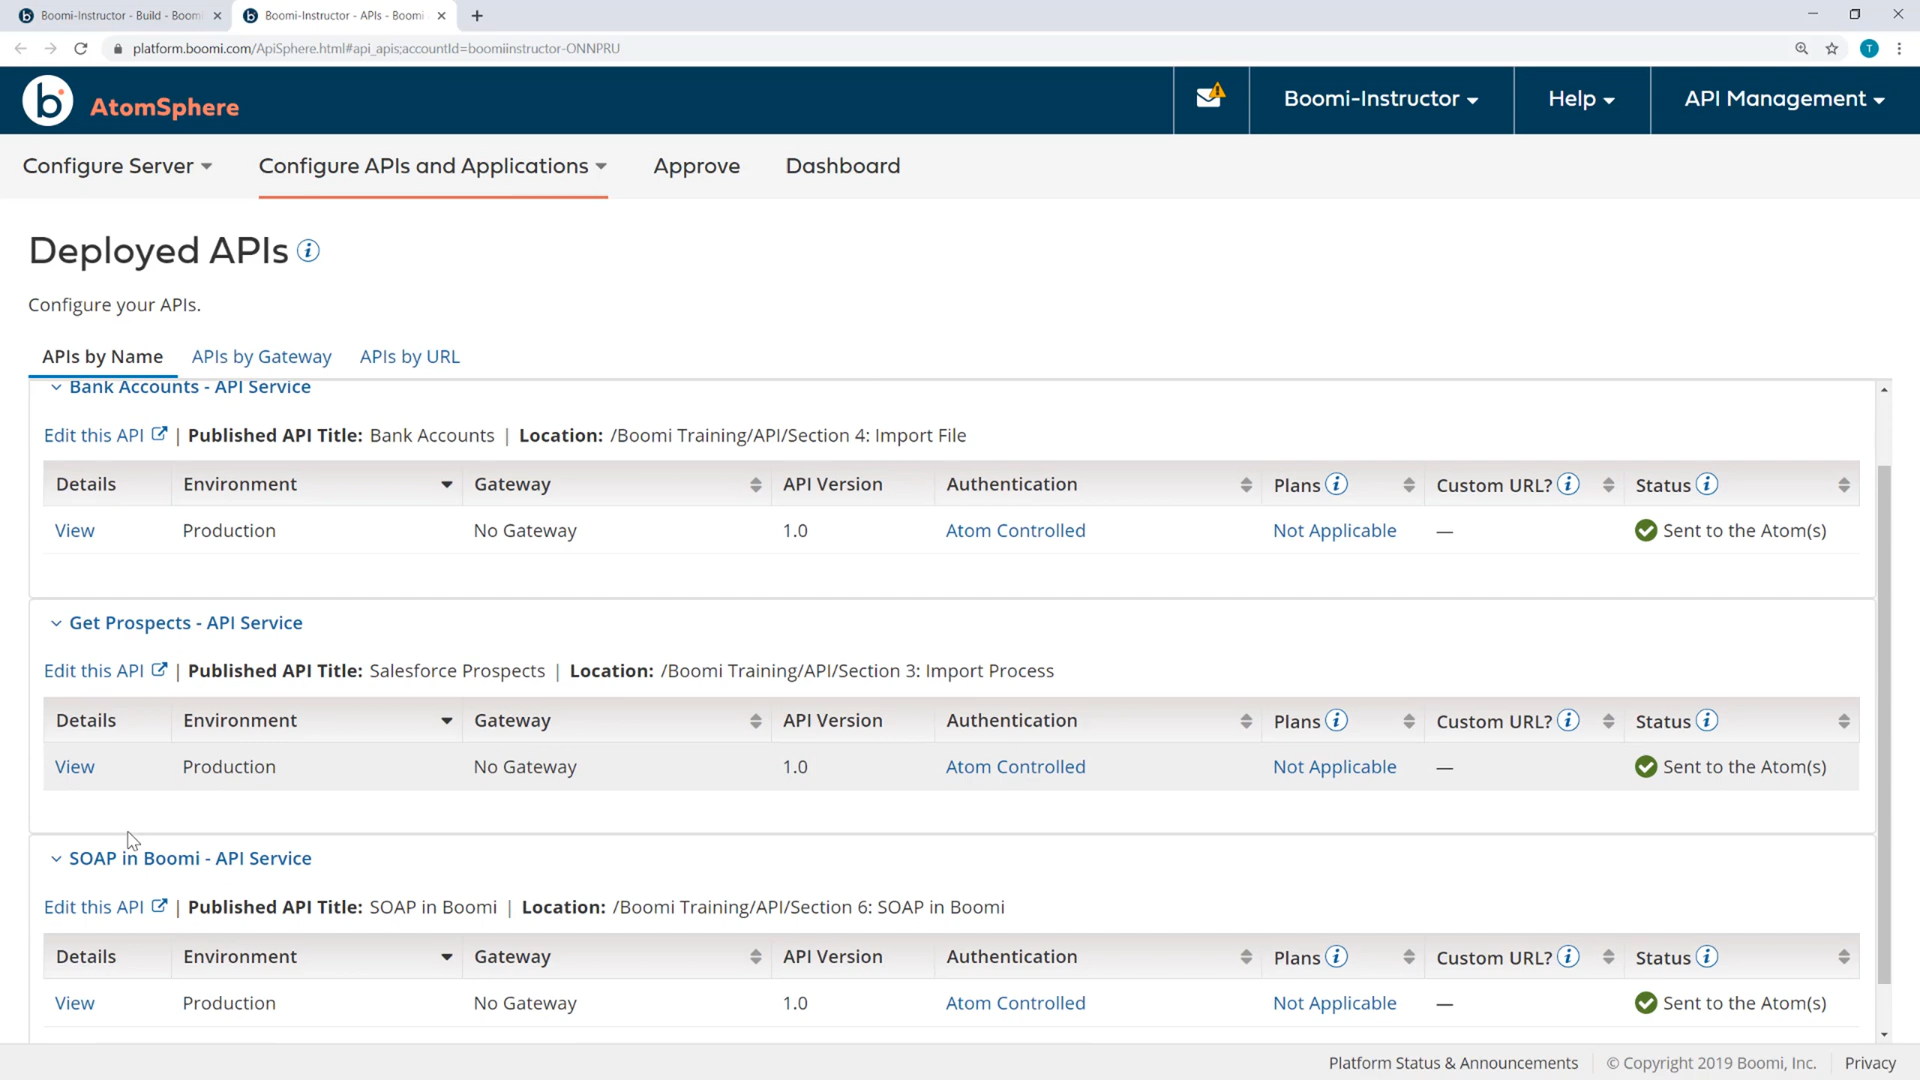 Boomi-Instructor - Build - Boom
Boomi-Instructor - APIs - Boomi
platform.boomi.com/ApiSphere.html#api_apis;accountId=boomiinstructor-ONNPRU
T
b AtomSphere
Boomi-Instructor
Help
API Management
Configure Server
Configure APIs and Applications
Approve
Dashboard
Deployed APIs i
Configure your APIs.
APIs by Name APIs by Gateway APIs by URL
Bank Accounts - API Service
Edit this API | Published API Title: Bank Accounts | Location: /Boomi Training/API/Section 4: Import File
Details Environment Gateway API Version Authentication Plans i Custom URL? i Status i
View Production No Gateway 1.0 Atom Controlled Not Applicable — Sent to the Atom(s)
Get Prospects - API Service
Edit this API | Published API Title: Salesforce Prospects | Location: /Boomi Training/API/Section 3: Import Process
Details Environment Gateway API Version Authentication Plans i Custom URL? i Status i
View Production No Gateway 1.0 Atom Controlled Not Applicable — Sent to the Atom(s)
SOAP in Boomi - API Service
Edit this API | Published API Title: SOAP in Boomi | Location: /Boomi Training/API/Section 6: SOAP in Boomi
Details Environment Gateway API Version Authentication Plans i Custom URL? i Status i
View Production No Gateway 1.0 Atom Controlled Not Applicable — Sent to the Atom(s)
Platform Status & Announcements © Copyright 2019 Boomi, Inc. Privacy